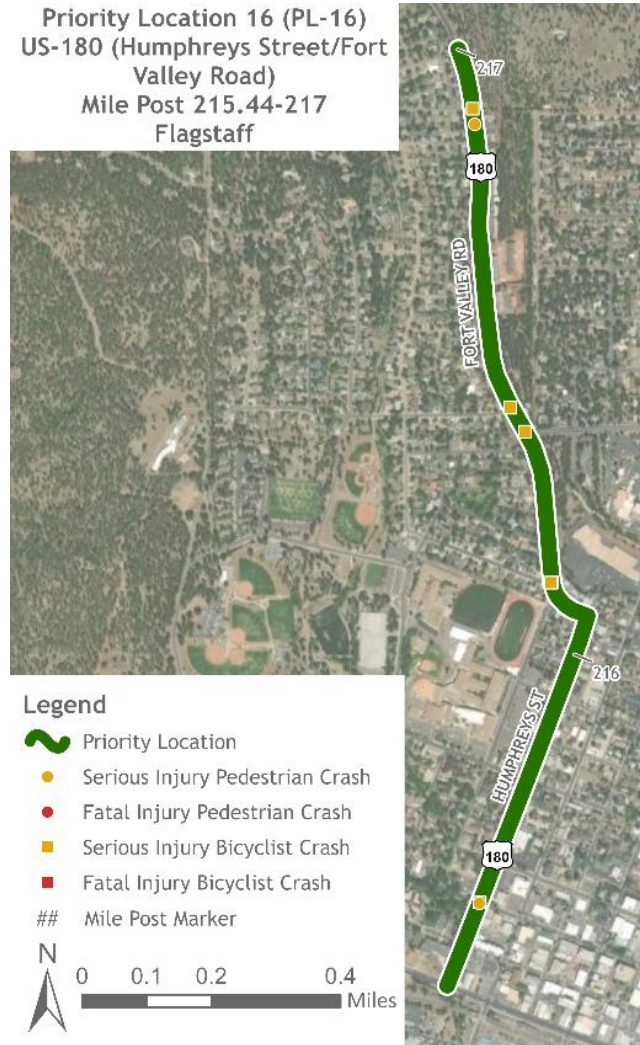 Priority Location 16 (PL-16)
US-180 (Humphreys Street/Fort
Valley Road)
Mile Post 215.44-217
Flagstaff
217
180
FORT VALLEY RD
216
HUMPHREYS ST
180
Legend
Priority Location
Serious Injury Pedestrian Crash
Fatal Injury Pedestrian Crash
Serious Injury Bicyclist Crash
Fatal Injury Bicyclist Crash
## Mile Post Marker
N
0 0.1 0.2 0.4
Miles